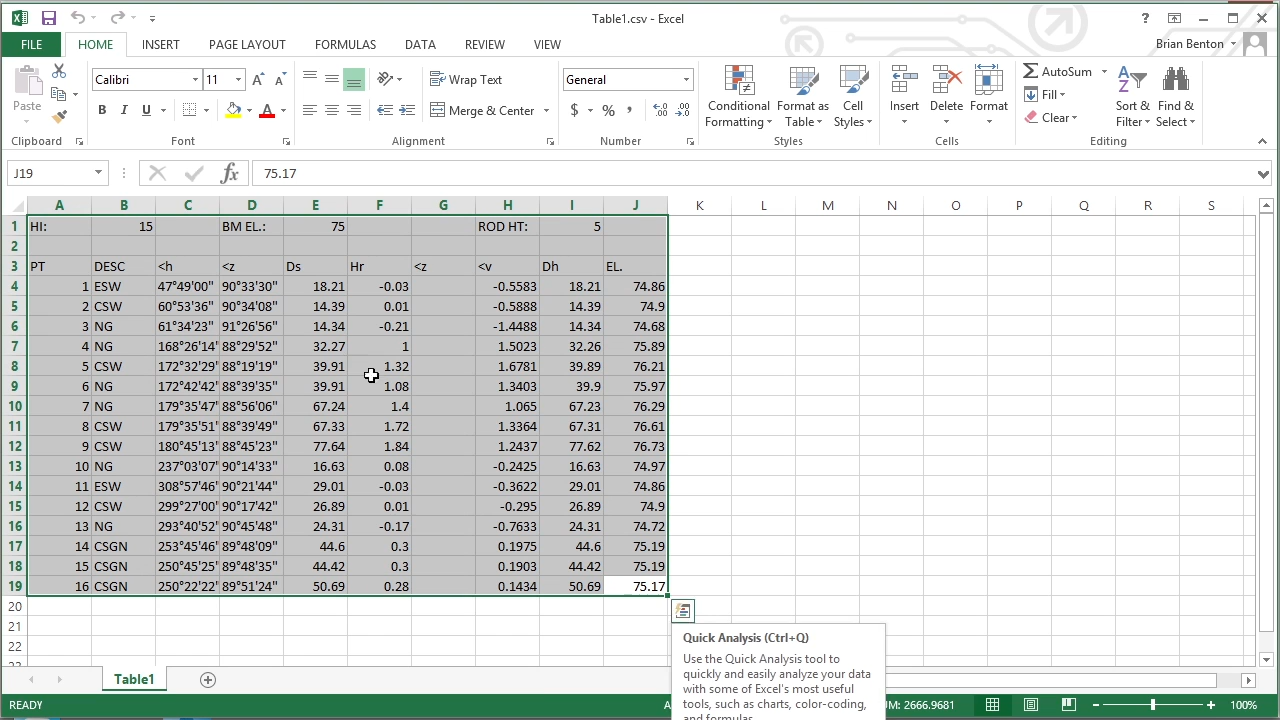 Table1.csv - Excel
?
FILE HOME INSERT PAGE LAYOUT FORMULAS DATA REVIEW VIEW Brian Benton
Paste Calibri 11 A A Wrap Text General AutoSum
B I U A Merge & Center $ % , Conditional Formatting Format as Table Cell Styles Insert Delete Format Fill Clear Sort & Filter Find & Select
Clipboard Font Alignment Number Styles Cells Editing
J19 fx 75.17
A B C D E F G H I J K L M N O P Q R S
1 HI: 15 BM EL.: 75 ROD HT: 5
2
3 PT DESC <h <z Ds Hr <z <v Dh EL.
4 1 ESW 47°49'00" 90°33'30" 18.21 -0.03 -0.5583 18.21 74.86
5 2 CSW 60°53'36" 90°34'08" 14.39 0.01 -0.5888 14.39 74.9
6 3 NG 61°34'23" 91°26'56" 14.34 -0.21 -1.4488 14.34 74.68
7 4 NG 168°26'14" 88°29'52" 32.27 1 1.5023 32.26 75.89
8 5 CSW 172°32'29" 88°19'19" 39.91 1.32 1.6781 39.89 76.21
9 6 NG 172°42'42" 88°39'35" 39.91 1.08 1.3403 39.9 75.97
10 7 NG 179°35'47" 88°56'06" 67.24 1.4 1.065 67.23 76.29
11 8 CSW 179°35'51" 88°39'49" 67.33 1.72 1.3364 67.31 76.61
12 9 CSW 180°45'13" 88°45'23" 77.64 1.84 1.2437 77.62 76.73
13 10 NG 237°03'07" 90°14'33" 16.63 0.08 -0.2425 16.63 74.97
14 11 ESW 308°57'46" 90°21'44" 29.01 -0.03 -0.3622 29.01 74.86
15 12 CSW 299°27'00" 90°17'42" 26.89 0.01 -0.295 26.89 74.9
16 13 NG 293°40'52" 90°45'48" 24.31 -0.17 -0.7633 24.31 74.72
17 14 CSGN 253°45'46" 89°48'09" 44.6 0.3 0.1975 44.6 75.19
18 15 CSGN 250°45'25" 89°48'35" 44.42 0.3 0.1903 44.42 75.19
19 16 CSGN 250°22'22" 89°51'24" 50.69 0.28 0.1434 50.69 75.17
20
21
22
Quick Analysis (Ctrl+Q)
Use the Quick Analysis tool to
quickly and easily analyze your data
with some of Excel's most useful
tools, such as charts, color-coding,
and formulas.
Table1
READY A UM: 2666.9681 100%